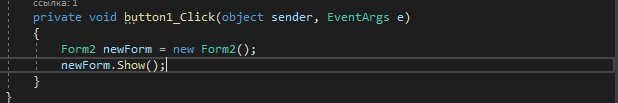 ссылка: 1
private void button1_Click(object sender, EventArgs e)
{
Form2 newForm = new Form2();
newForm.Show();
}
}